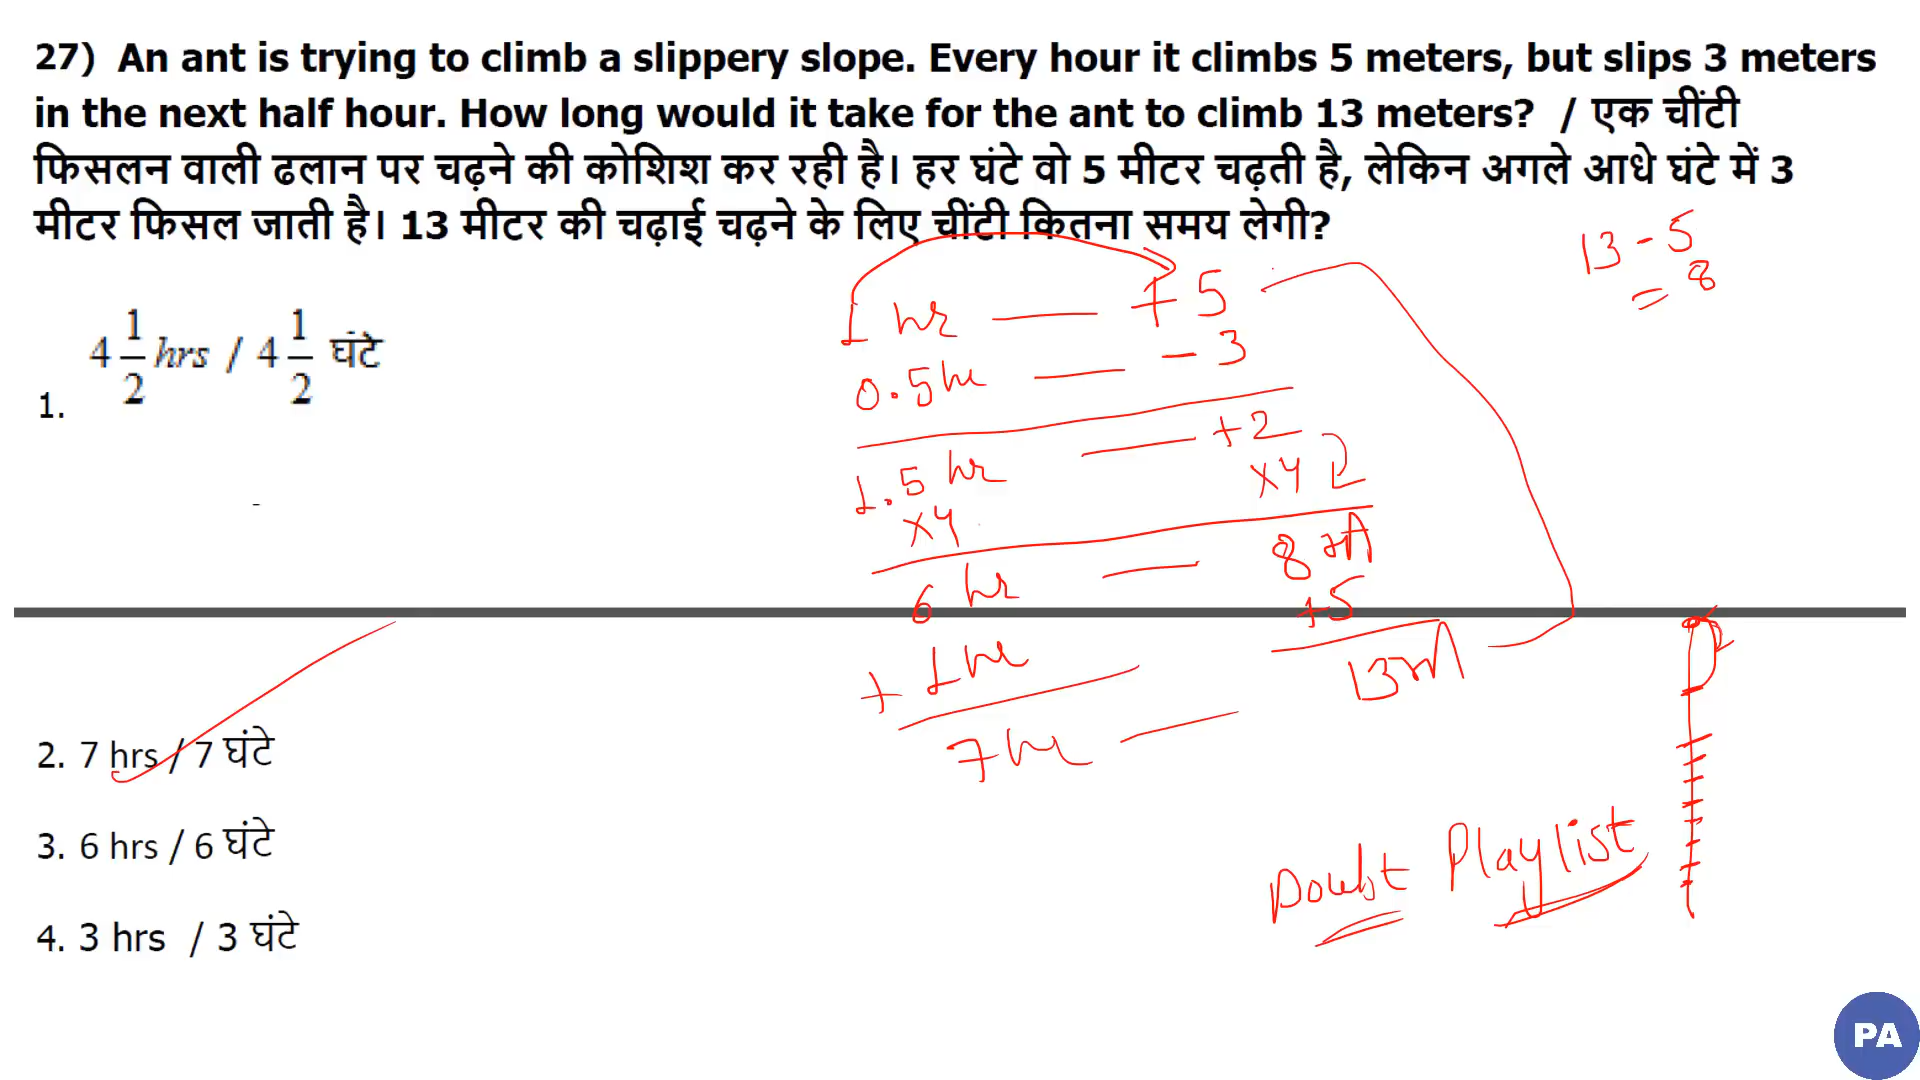 27) An ant is trying to climb a slippery slope. Every hour it climbs 5 meters, but slips 3 meters
in the next half hour. How long would it take for the ant to climb 13 meters? / एक चींटी
फिसलन वाली ढलान पर चढ़ने की कोशिश कर रही है। हर घंटे वो 5 मीटर चढ़ती है, लेकिन अगले आधे घंटे में 3
मीटर फिसल जाती है। 13 मीटर की चढ़ाई चढ़ने के लिए चींटी कितना समय लेगी?
13 - 5
= 8
1 hr — + 5
0.5 hr — - 3
1.5 hr — +2
×4 ×4
6 hr — 8 मी
+5
+ 1 hr
13 मी
7 hr —
1. 4 1/2 hrs / 4 1/2 घंटे
2. 7 hrs / 7 घंटे
3. 6 hrs / 6 घंटे
4. 3 hrs / 3 घंटे
Doubt Playlist
PA